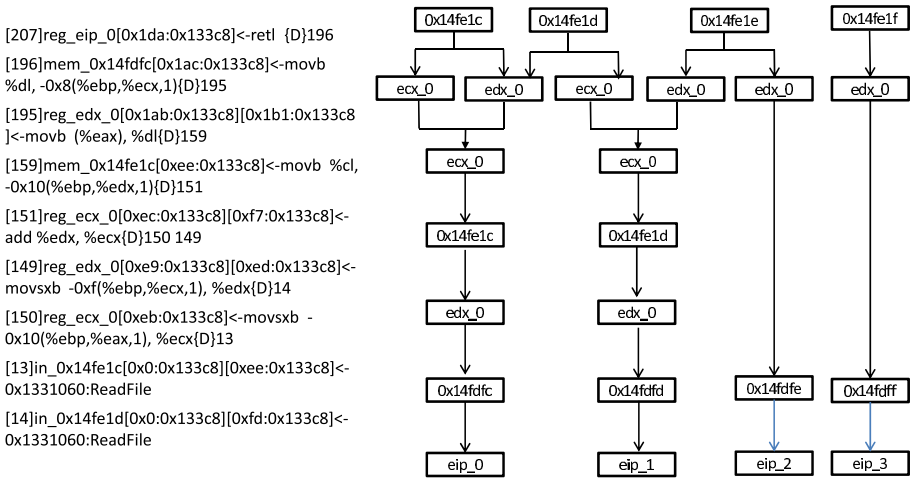 [207]reg_eip_0[0x1da:0x133c8]<-retl {D}196
[196]mem_0x14fdfc[0x1ac:0x133c8]<-movb
%dl, -0x8(%ebp,%ecx,1){D}195
[195]reg_edx_0[0x1ab:0x133c8][0x1b1:0x133c8
]<-movb (%eax), %dl{D}159
[159]mem_0x14fe1c[0xee:0x133c8]<-movb %cl,
-0x10(%ebp,%edx,1){D}151
[151]reg_ecx_0[0xec:0x133c8][0xf7:0x133c8]<-
add %edx, %ecx{D}150 149
[149]reg_edx_0[0xe9:0x133c8][0xed:0x133c8]<-
movsxb -0xf(%ebp,%ecx,1), %edx{D}14
[150]reg_ecx_0[0xeb:0x133c8]<-movsxb -
0x10(%ebp,%eax,1), %ecx{D}13
[13]in_0x14fe1c[0x0:0x133c8][0xee:0x133c8]<-
0x1331060:ReadFile
[14]in_0x14fe1d[0x0:0x133c8][0xfd:0x133c8]<-
0x1331060:ReadFile
0x14fe1c 0x14fe1d 0x14fe1e 0x14fe1f
ecx_0 edx_0 ecx_0 edx_0 edx_0 edx_0
ecx_0 ecx_0
0x14fe1c 0x14fe1d
edx_0 edx_0
0x14fdfc 0x14fdfd 0x14fdfe 0x14fdff
eip_0 eip_1 eip_2 eip_3